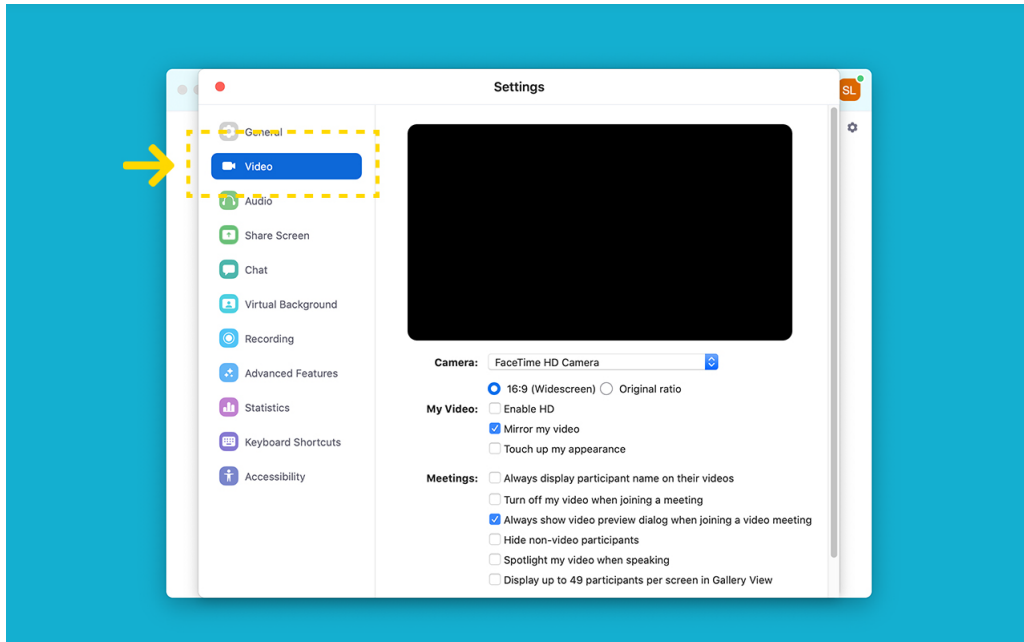 Settings
SL
General
Video
Audio
Share Screen
Chat
Virtual Background
Recording
Advanced Features
Statistics
Keyboard Shortcuts
Accessibility
Camera: FaceTime HD Camera
16:9 (Widescreen) Original ratio
My Video: Enable HD
Mirror my video
Touch up my appearance
Meetings: Always display participant name on their videos
Turn off my video when joining a meeting
Always show video preview dialog when joining a video meeting
Hide non-video participants
Spotlight my video when speaking
Display up to 49 participants per screen in Gallery View